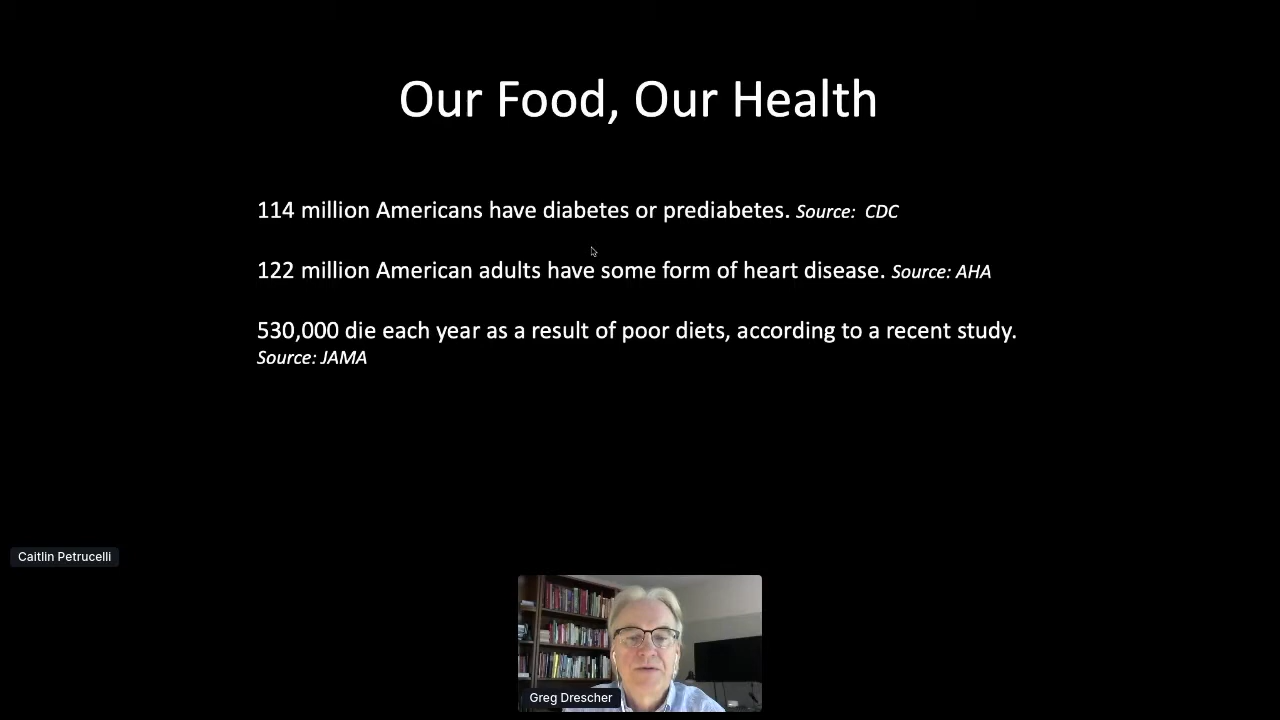 Our Food, Our Health
114 million Americans have diabetes or prediabetes. Source: CDC
122 million American adults have some form of heart disease. Source: AHA
530,000 die each year as a result of poor diets, according to a recent study.
Source: JAMA
Caitlin Petrucelli
Greg Drescher